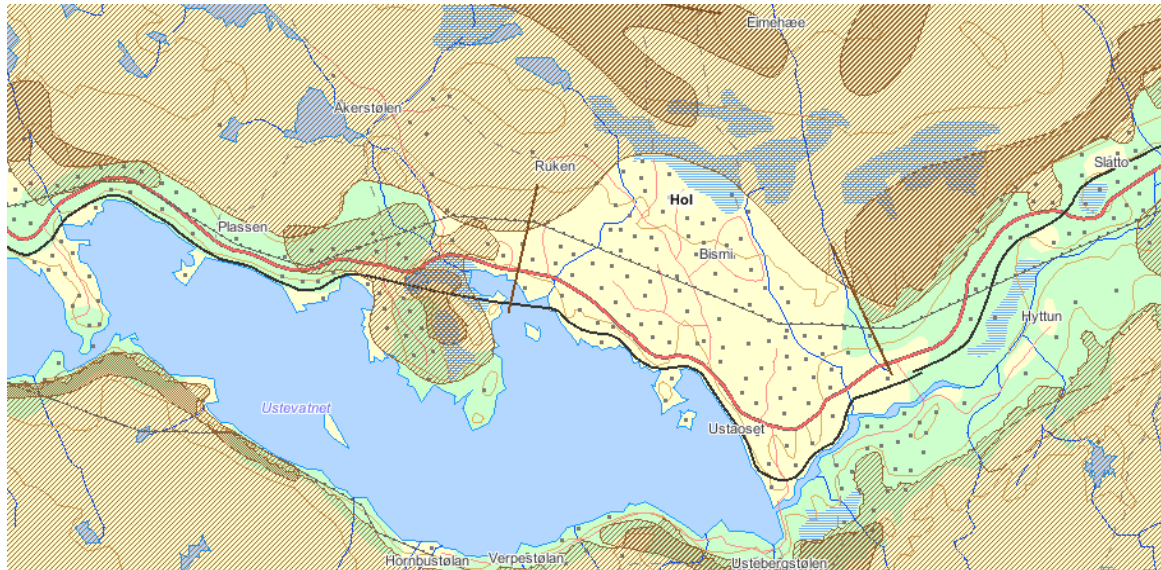 Eimehæe
Åkerstølen
Slåtto
Ruken
Hol
Plassen
Bismi
Hyttun
Ustevatnet
Ustaoset
Hornbustølan
Verpestølan
Ustebergstølen